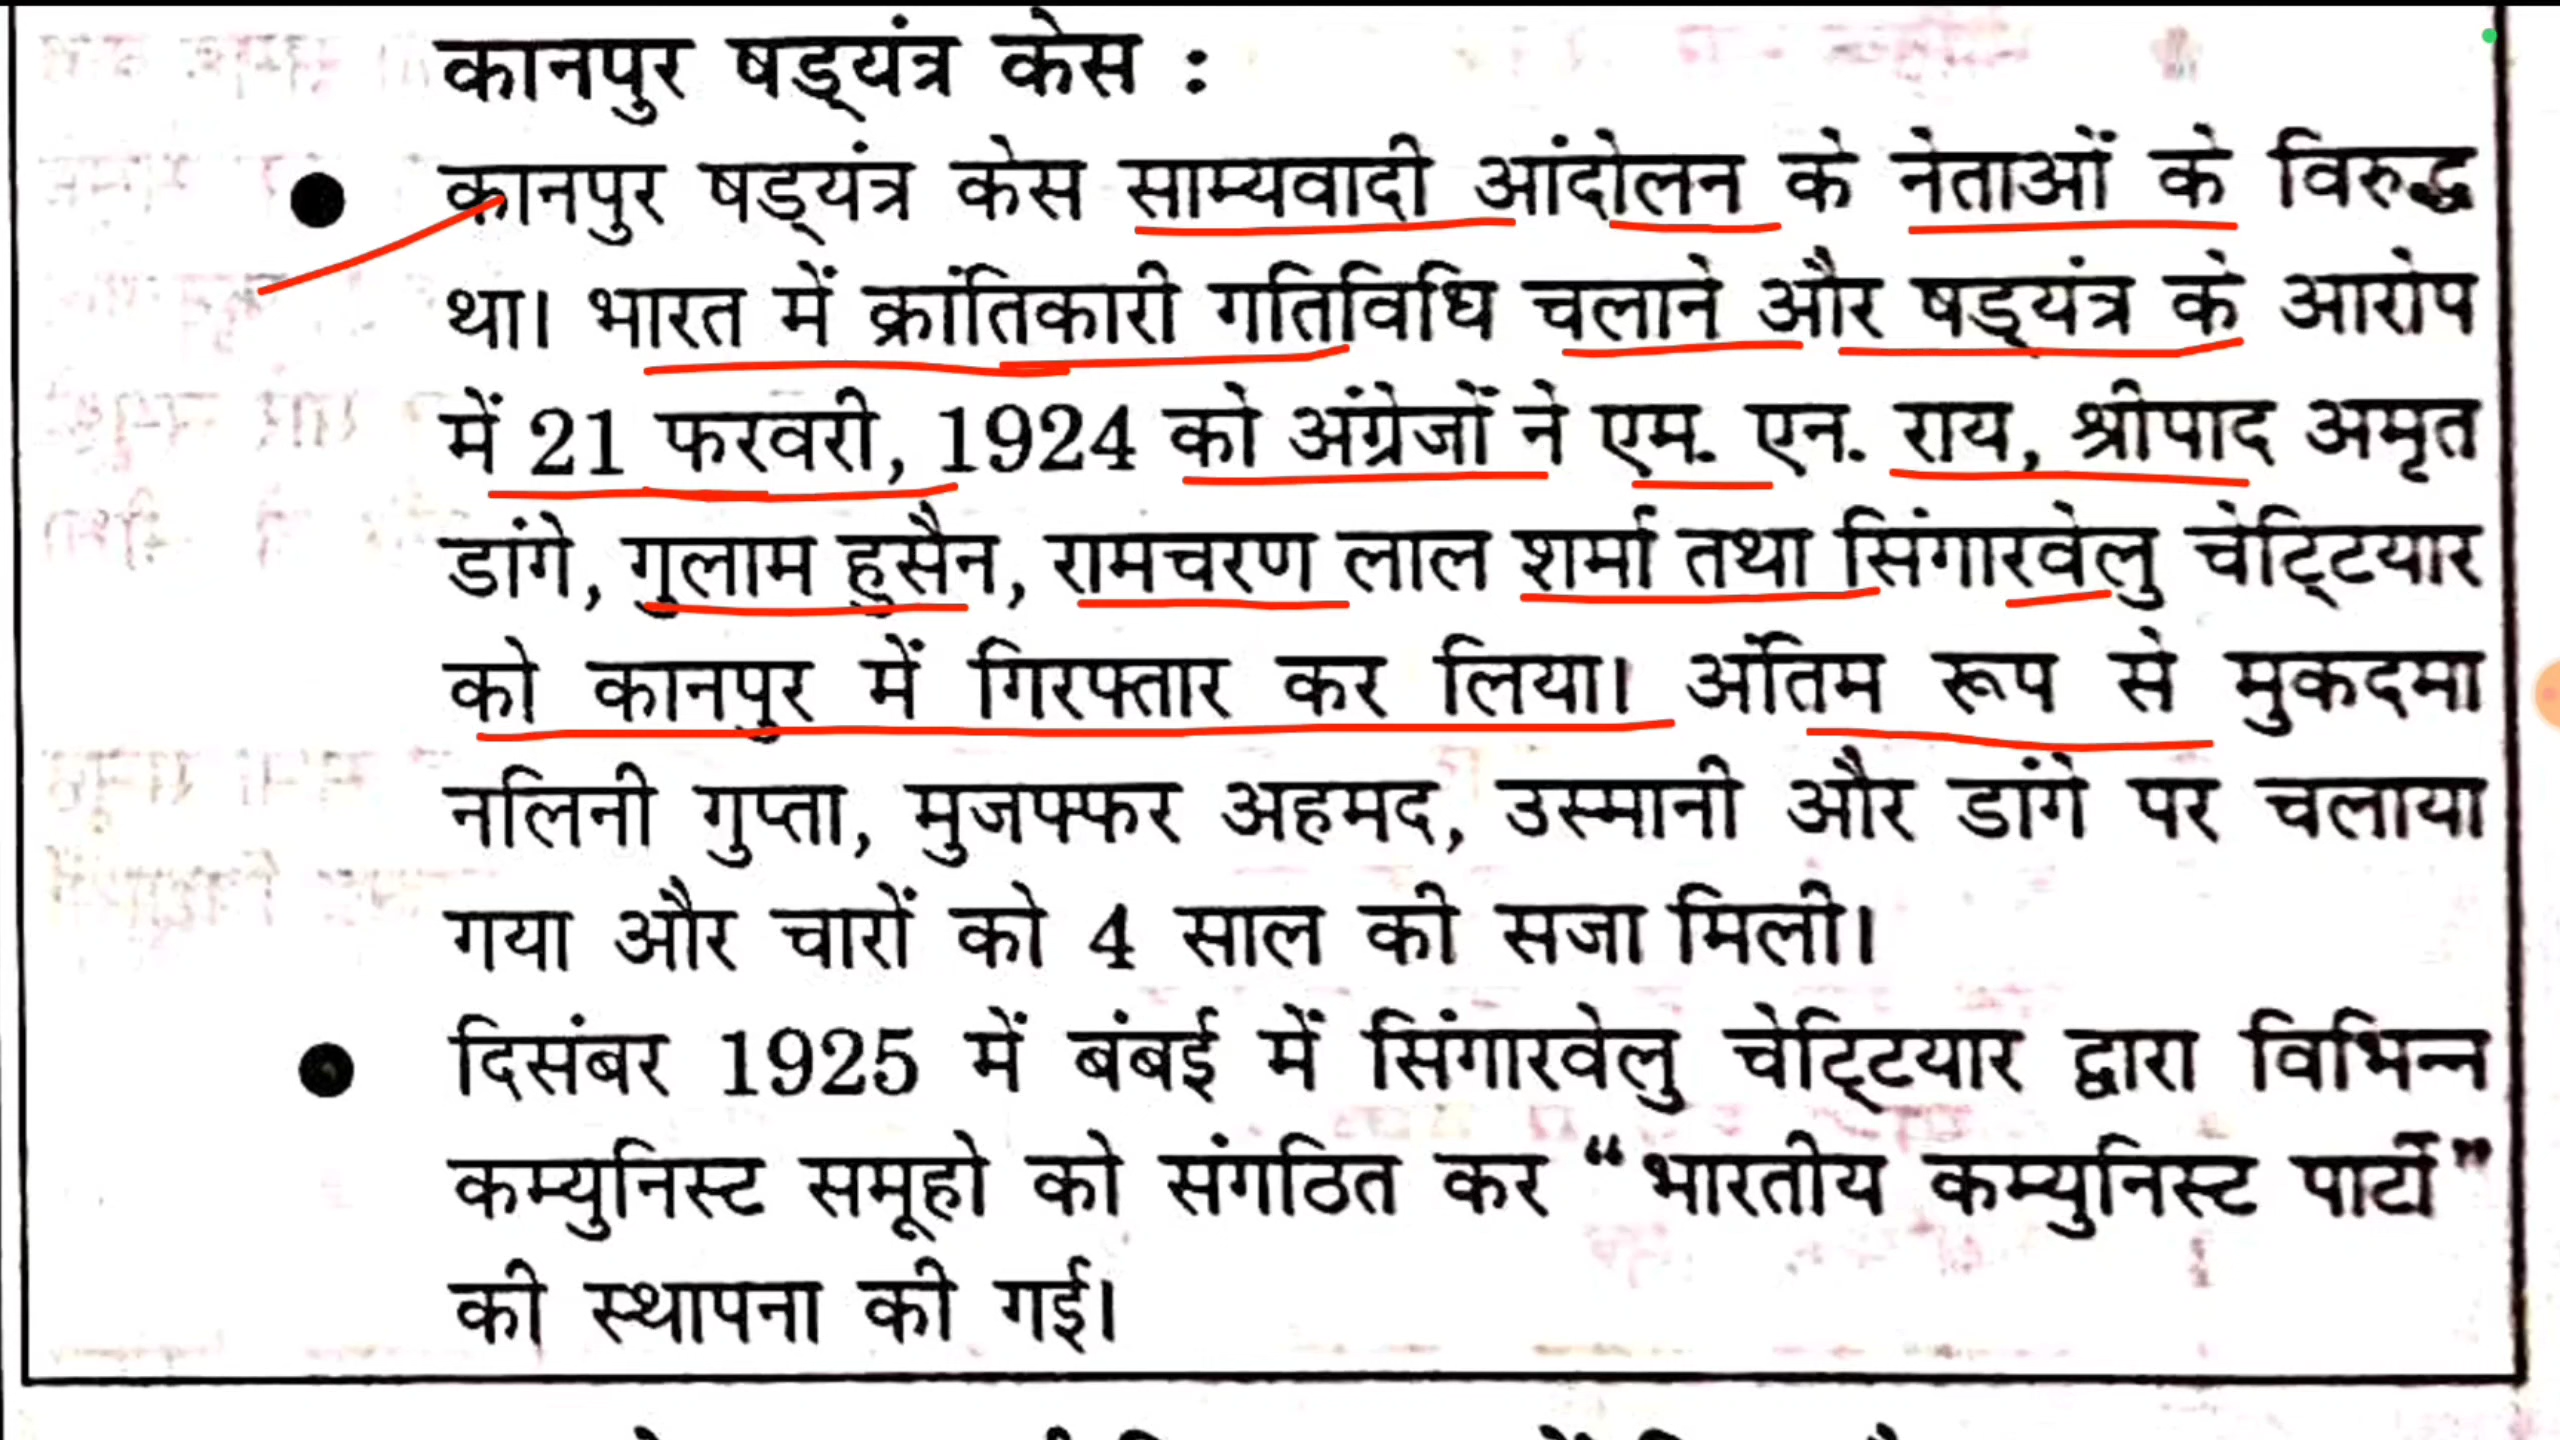 कानपुर षड्यंत्र केस :
● कानपुर षड्यंत्र केस साम्यवादी आंदोलन के नेताओं के विरुद्ध
था। भारत में क्रांतिकारी गतिविधि चलाने और षड्यंत्र के आरोप
में 21 फरवरी, 1924 को अंग्रेजों ने एम. एन. राय, श्रीपाद अमृत
डांगे, गुलाम हुसैन, रामचरण लाल शर्मा तथा सिंगारवेलु चेट्टियार
को कानपुर में गिरफ्तार कर लिया। अंतिम रूप से मुकदमा
नलिनी गुप्ता, मुजफ्फर अहमद, उस्मानी और डांगे पर चलाया
गया और चारों को 4 साल की सजा मिली।
● दिसंबर 1925 में बंबई में सिंगारवेलु चेट्टियार द्वारा विभिन्न
कम्युनिस्ट समूहो को संगठित कर “भारतीय कम्युनिस्ट पार्टी”
की स्थापना की गई।